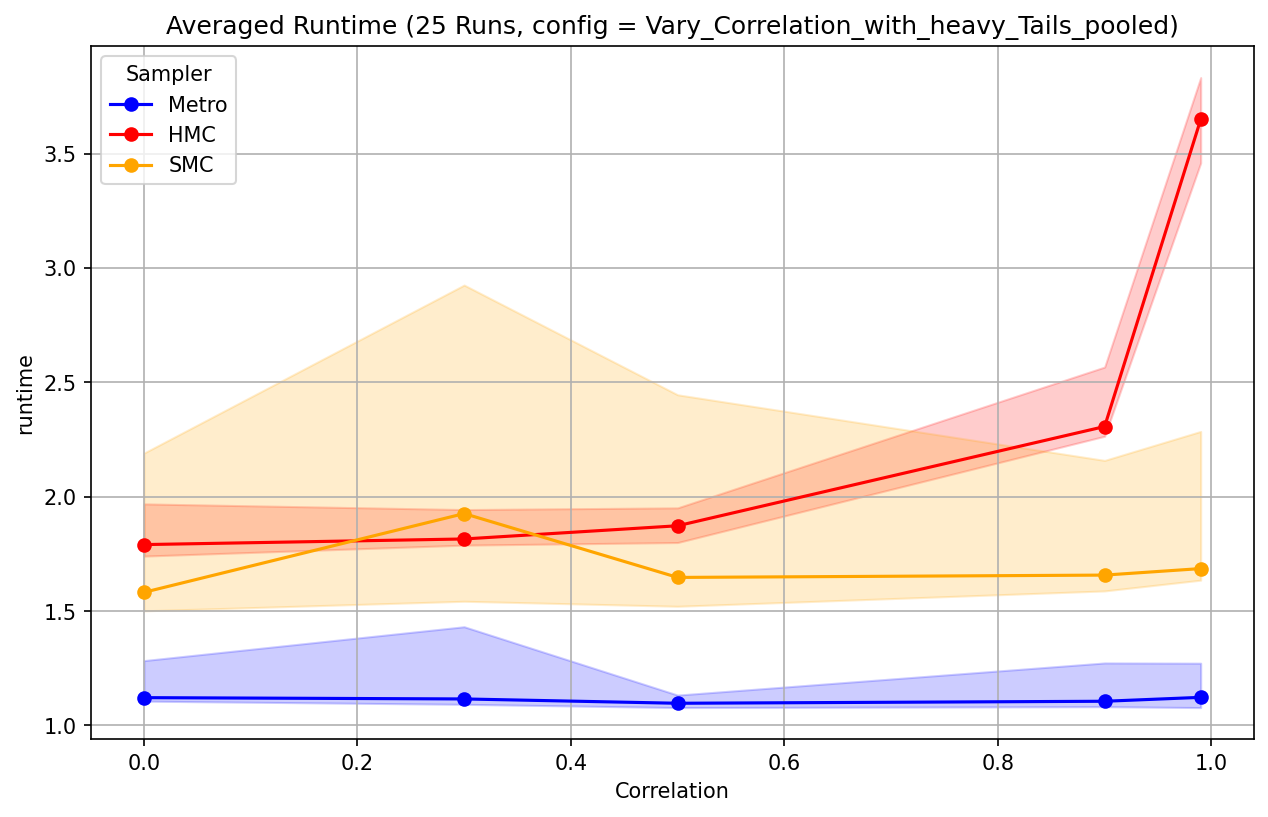 Averaged Runtime (25 Runs, config = Vary_Correlation_with_heavy_Tails_pooled)
Sampler
Metro
HMC
SMC
3.5
3.0
2.5
2.0
1.5
1.0
runtime
0.0 0.2 0.4 0.6 0.8 1.0
Correlation